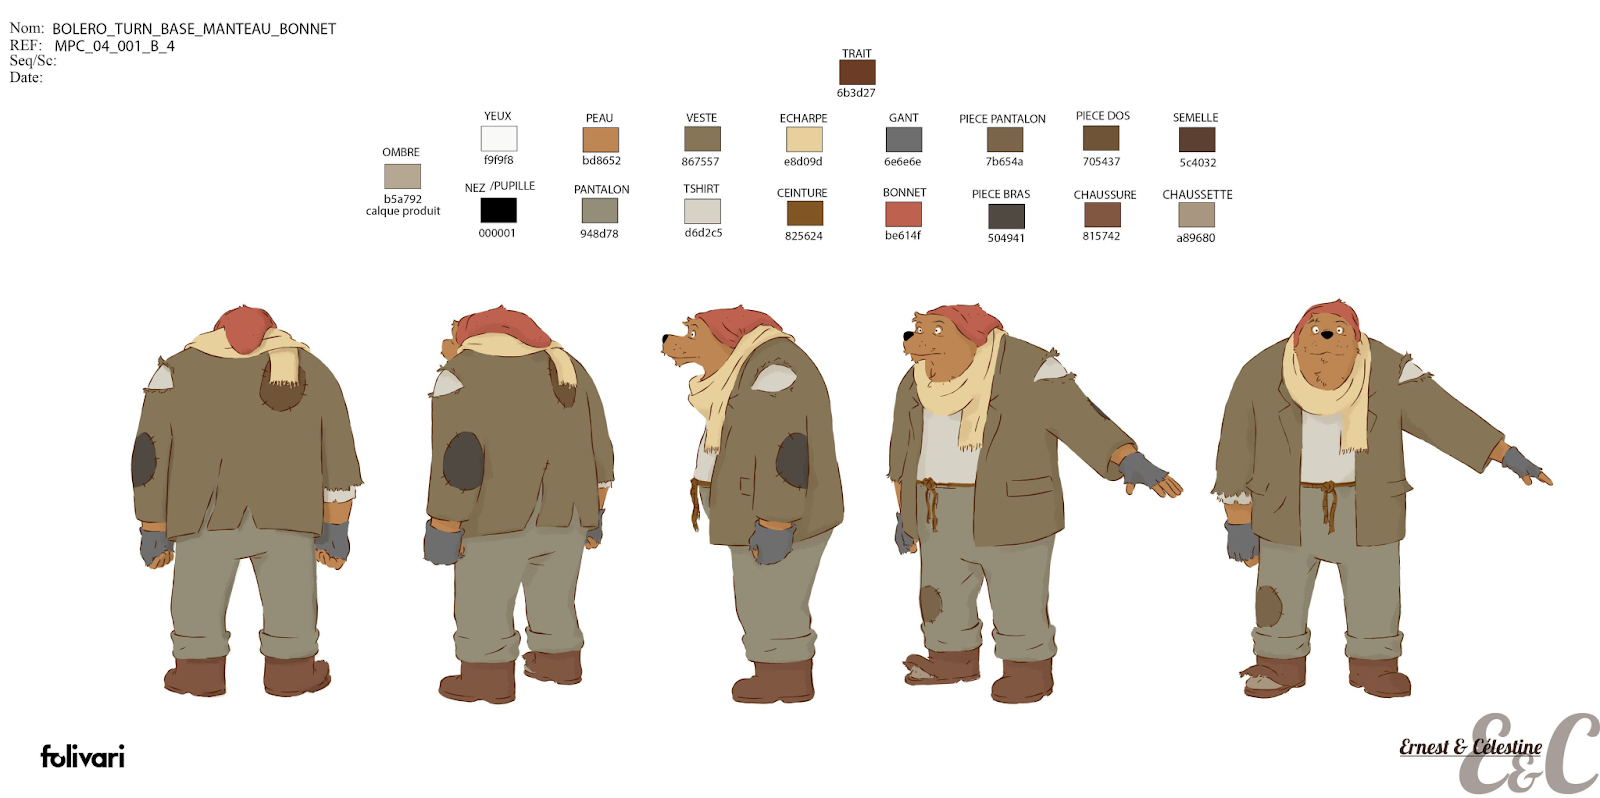 Nom: BOLERO_TURN_BASE_MANTEAU_BONNET
REF: MPC_04_001_B_4
Seq/Sc:
Date:
TRAIT
6b3d27
OMBRE
b5a792
calque produit
YEUX
f9f9f8
PEAU
bd8652
VESTE
867557
ECHARPE
e8d09d
GANT
6e6e6e
PIECE PANTALON
7b654a
PIECE DOS
705437
SEMELLE
5c4032
NEZ /PUPILLE
000001
PANTALON
948d78
TSHIRT
d6d2c5
CEINTURE
825624
BONNET
be614f
PIECE BRAS
504941
CHAUSSURE
815742
CHAUSSETTE
a89680
folivari
Ernest & Célestine
E&C